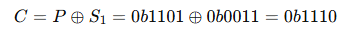 C = P ⊕ S₁ = 0b1101 ⊕ 0b0011 = 0b1110